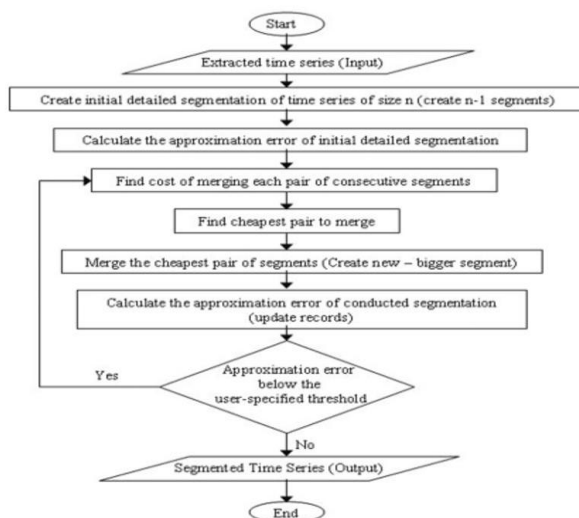 Start
Extracted time series (Input)
Create initial detailed segmentation of time series of size n (create n-1 segments)
Calculate the approximation error of initial detailed segmentation
Find cost of merging each pair of consecutive segments
Find cheapest pair to merge
Merge the cheapest pair of segments (Create new – bigger segment)
Calculate the approximation error of conducted segmentation
(update records)
Yes
Approximation error
below the
user-specified threshold
No
Segmented Time Series (Output)
End